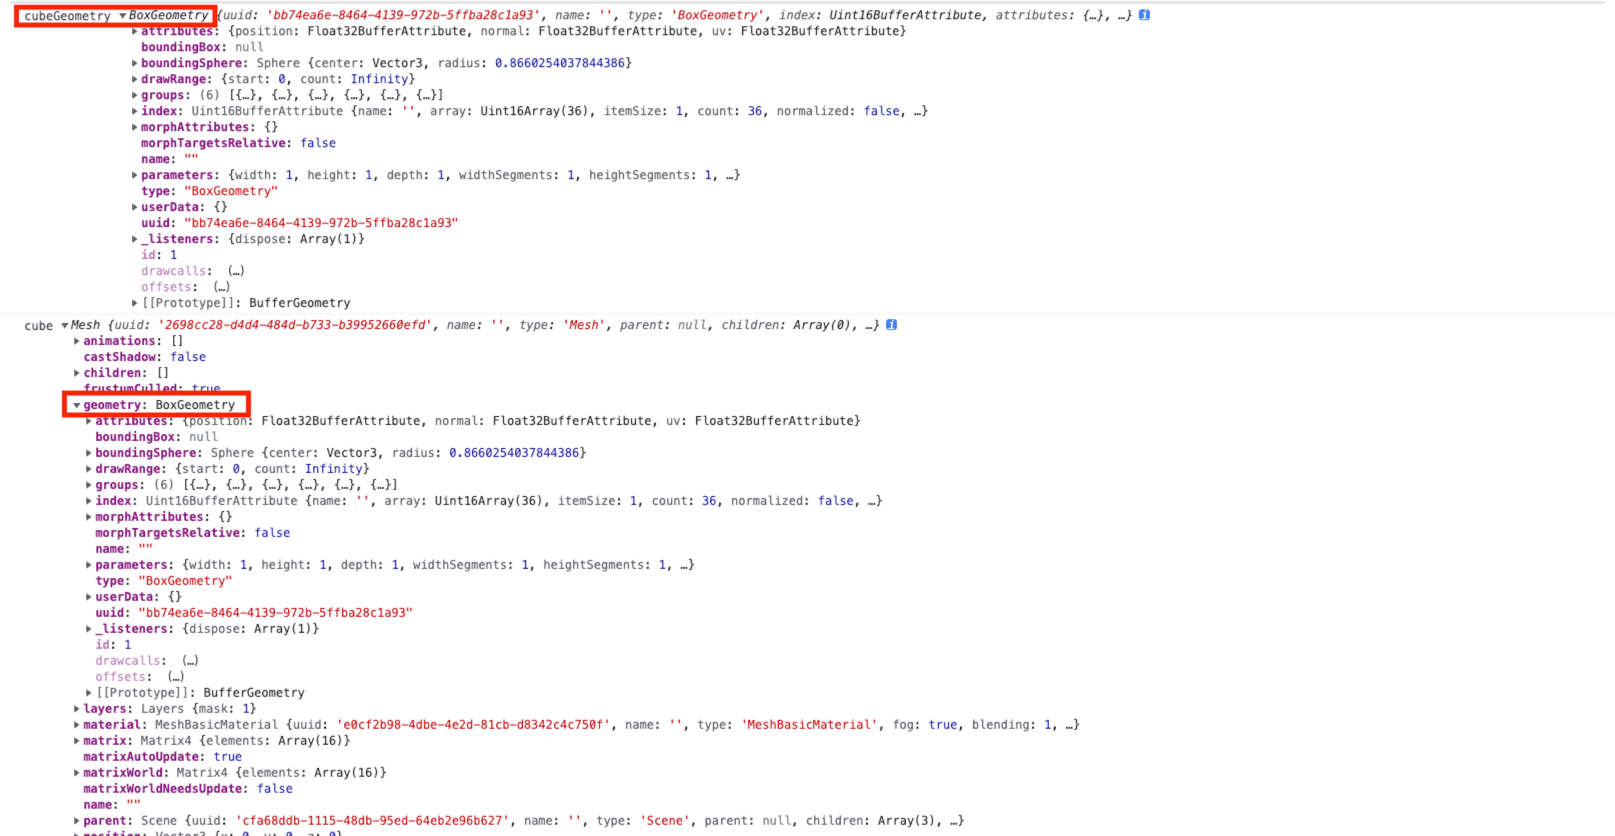 cubeGeometry ▼BoxGeometry {uuid: 'bb74ea6e-8464-4139-972b-5ffba28c1a93', name: '', type: 'BoxGeometry', index: Uint16BufferAttribute, attributes: {…}, …} i
▶attributes: {position: Float32BufferAttribute, normal: Float32BufferAttribute, uv: Float32BufferAttribute}
boundingBox: null
▶boundingSphere: Sphere {center: Vector3, radius: 0.8660254037844386}
▶drawRange: {start: 0, count: Infinity}
▶groups: (6) [{…}, {…}, {…}, {…}, {…}, {…}]
▶index: Uint16BufferAttribute {name: '', array: Uint16Array(36), itemSize: 1, count: 36, normalized: false, …}
▶morphAttributes: {}
morphTargetsRelative: false
name: ""
▶parameters: {width: 1, height: 1, depth: 1, widthSegments: 1, heightSegments: 1, …}
type: "BoxGeometry"
▶userData: {}
uuid: "bb74ea6e-8464-4139-972b-5ffba28c1a93"
▶_listeners: {dispose: Array(1)}
id: 1
drawcalls: (…)
offsets: (…)
▶[[Prototype]]: BufferGeometry
cube ▼Mesh {uuid: '2698cc28-d4d4-484d-b733-b39952660efd', name: '', type: 'Mesh', parent: null, children: Array(0), …} i
▶animations: []
castShadow: false
▶children: []
frustumCulled: true
▼geometry: BoxGeometry
▶attributes: {position: Float32BufferAttribute, normal: Float32BufferAttribute, uv: Float32BufferAttribute}
boundingBox: null
▶boundingSphere: Sphere {center: Vector3, radius: 0.8660254037844386}
▶drawRange: {start: 0, count: Infinity}
▶groups: (6) [{…}, {…}, {…}, {…}, {…}, {…}]
▶index: Uint16BufferAttribute {name: '', array: Uint16Array(36), itemSize: 1, count: 36, normalized: false, …}
▶morphAttributes: {}
morphTargetsRelative: false
name: ""
▶parameters: {width: 1, height: 1, depth: 1, widthSegments: 1, heightSegments: 1, …}
type: "BoxGeometry"
▶userData: {}
uuid: "bb74ea6e-8464-4139-972b-5ffba28c1a93"
▶_listeners: {dispose: Array(1)}
id: 1
drawcalls: (…)
offsets: (…)
▶[[Prototype]]: BufferGeometry
▶layers: Layers {mask: 1}
▶material: MeshBasicMaterial {uuid: 'e0cf2b98-4dbe-4e2d-81cb-d8342c4c750f', name: '', type: 'MeshBasicMaterial', fog: true, blending: 1, …}
▶matrix: Matrix4 {elements: Array(16)}
matrixAutoUpdate: true
▶matrixWorld: Matrix4 {elements: Array(16)}
matrixWorldNeedsUpdate: false
name: ""
▶parent: Scene {uuid: 'cfa68ddb-1115-48db-95ed-64eb2e96b627', name: '', type: 'Scene', parent: null, children: Array(3), …}
▶position: Vector3 {x: 0, y: 0, z: 0}